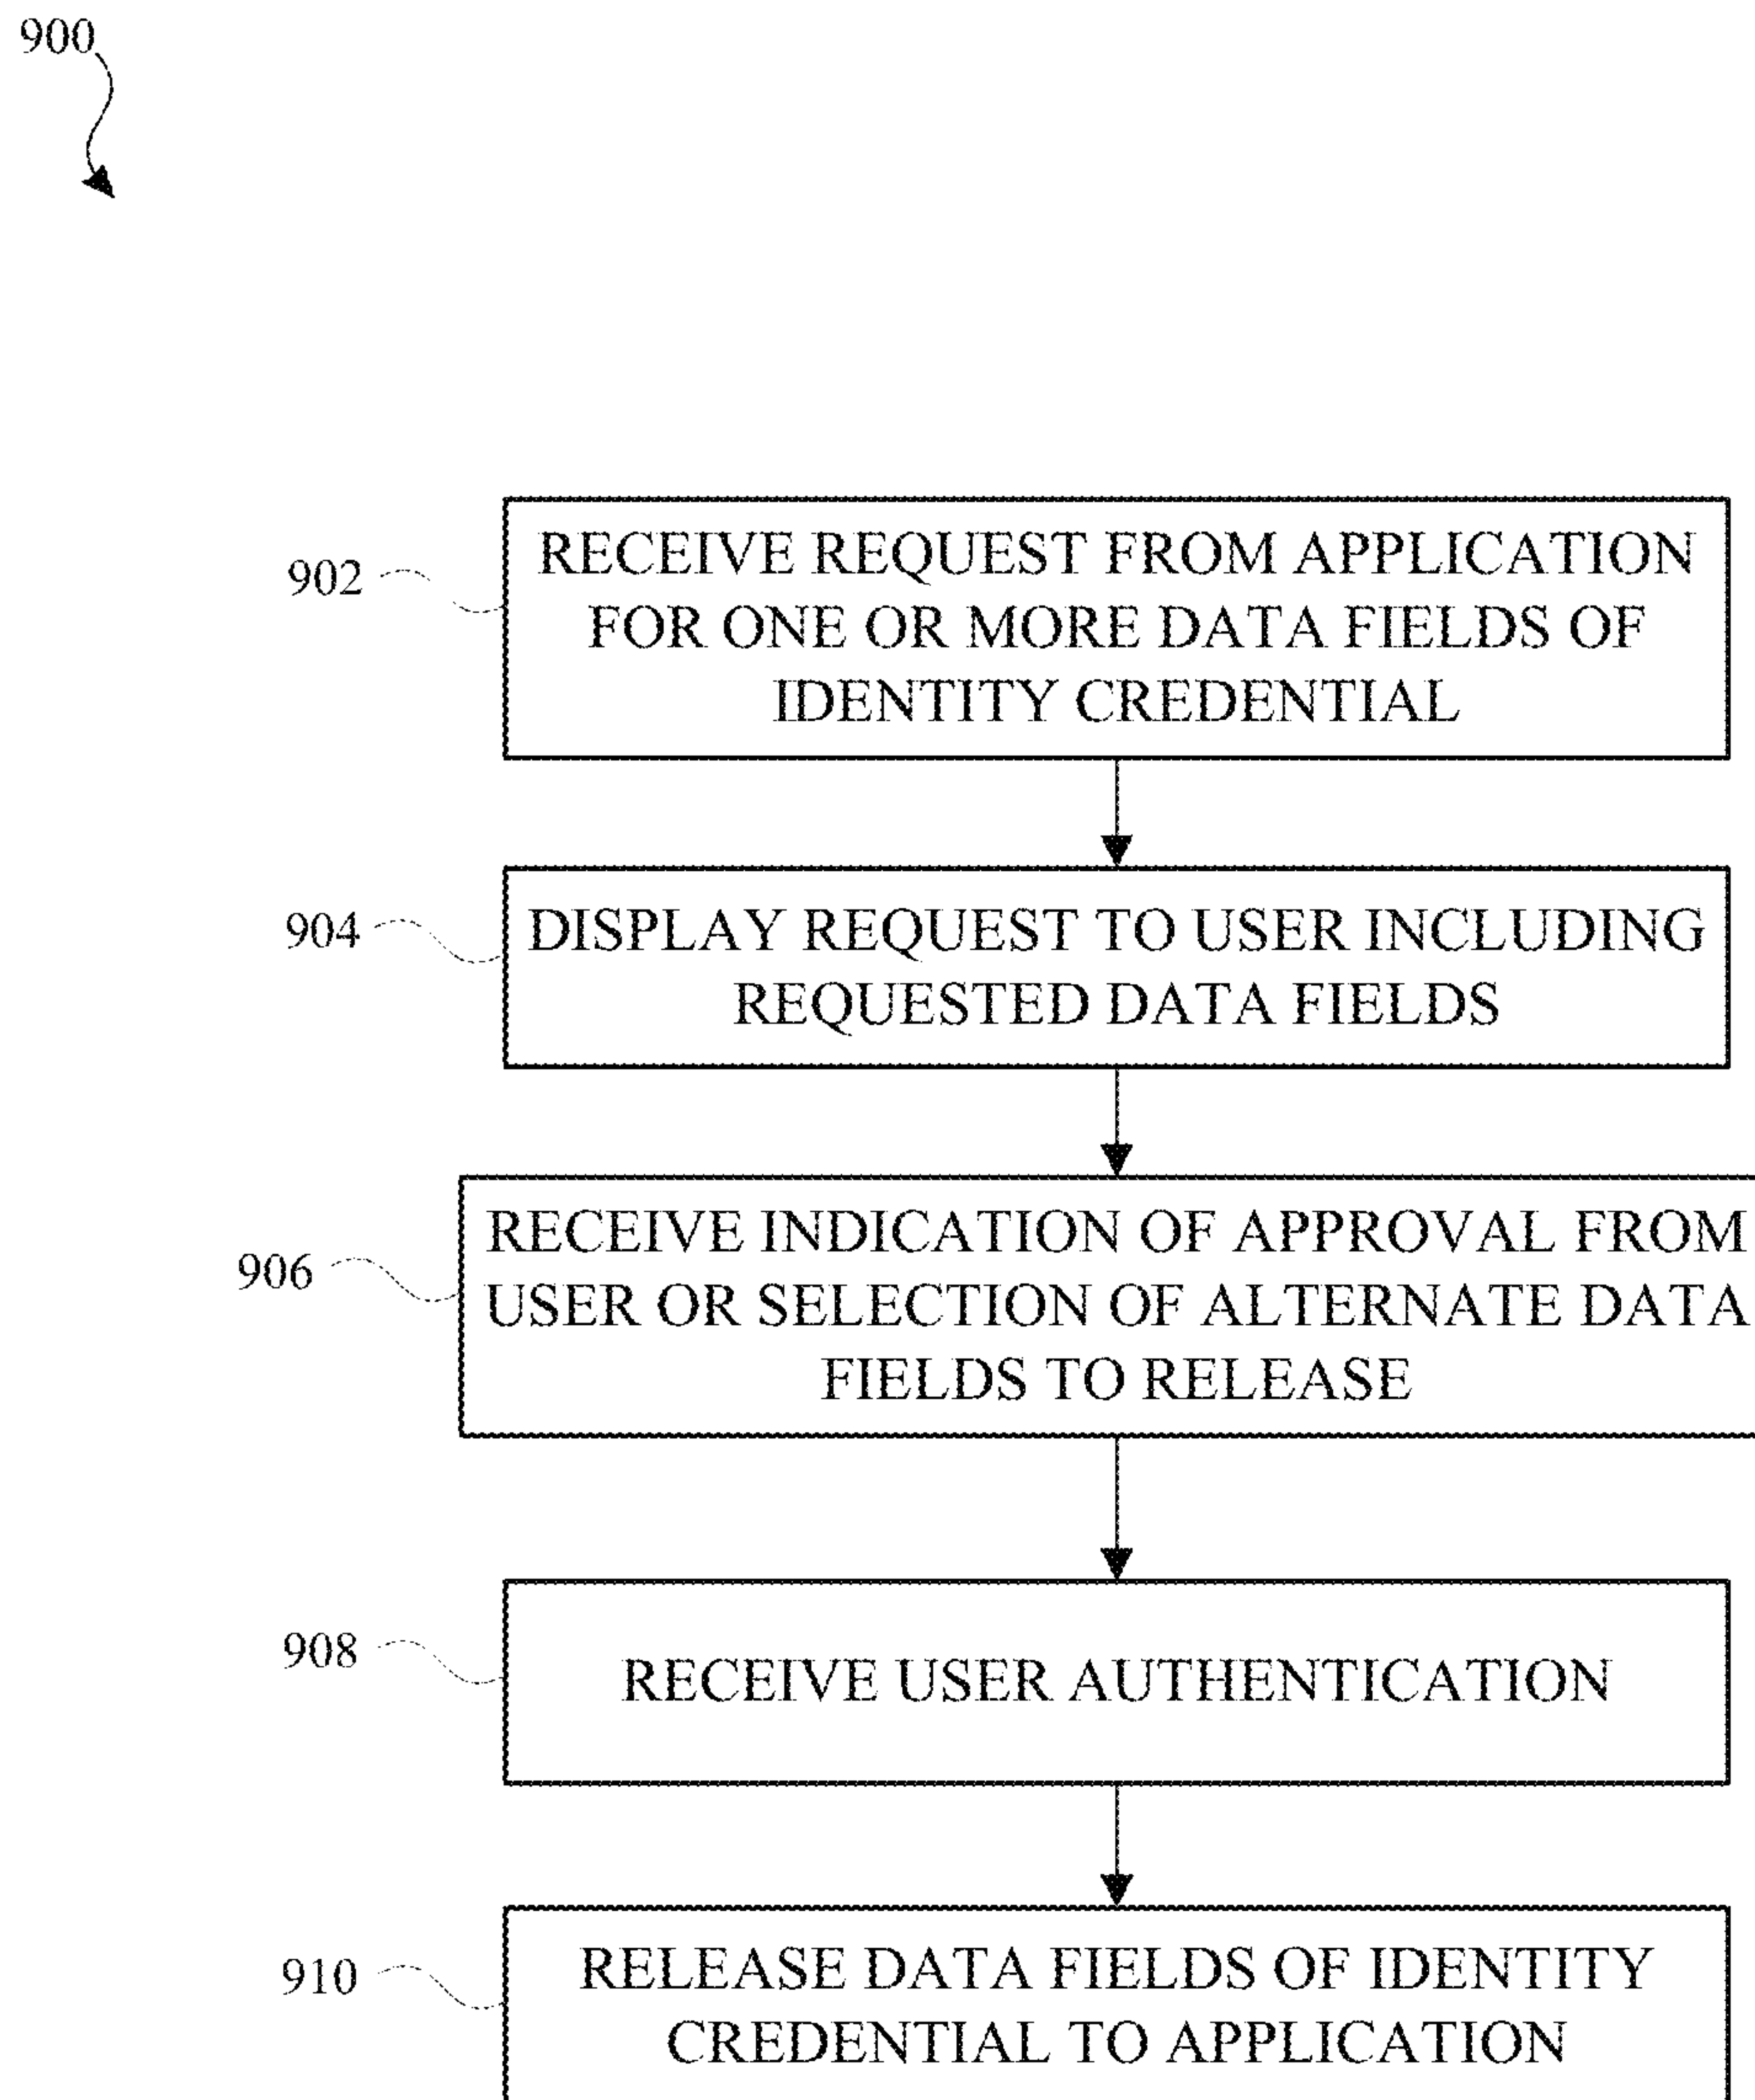 900
902
RECEIVE REQUEST FROM APPLICATION
FOR ONE OR MORE DATA FIELDS OF
IDENTITY CREDENTIAL
904
DISPLAY REQUEST TO USER INCLUDING
REQUESTED DATA FIELDS
906
RECEIVE INDICATION OF APPROVAL FROM
USER OR SELECTION OF ALTERNATE DATA
FIELDS TO RELEASE
908
RECEIVE USER AUTHENTICATION
910
RELEASE DATA FIELDS OF IDENTITY
CREDENTIAL TO APPLICATION